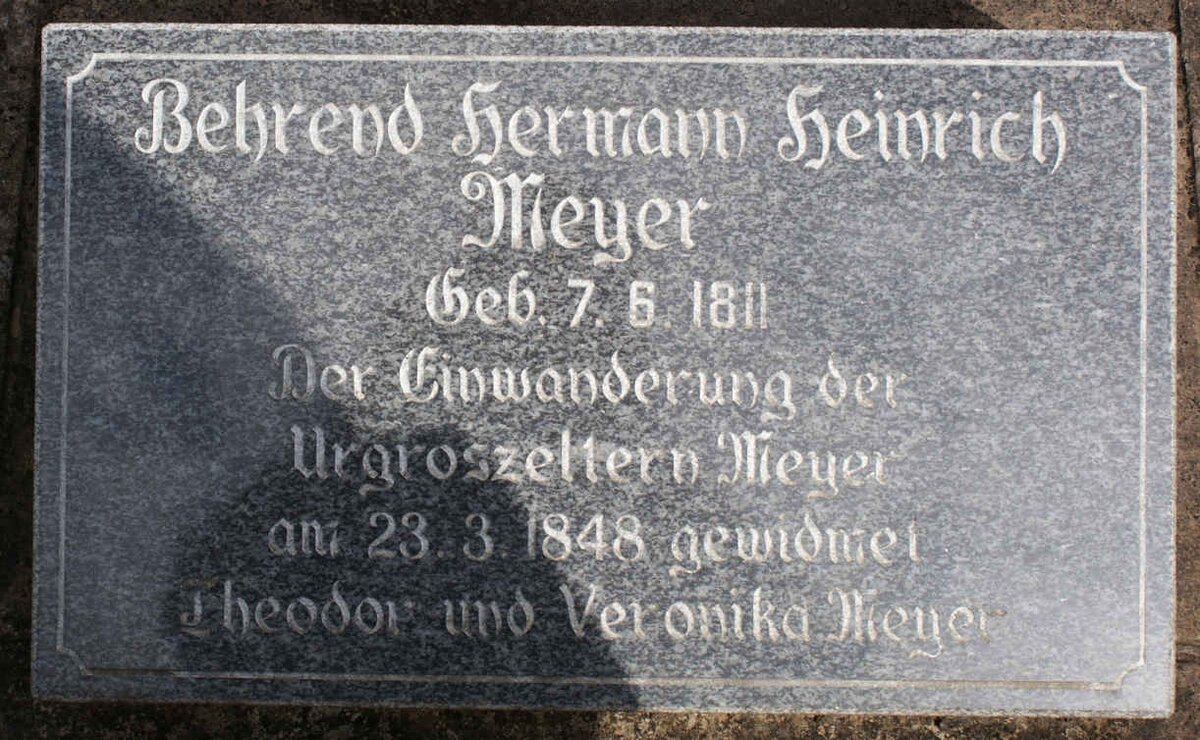 Behrend Hermann Heinrich
Meyer
Geb. 7. 6. 1811
Der Einwanderung der
Urgroszeltern Meyer
am 23. 3. 1848 gewidmet
Theodor und Veronika Meyer